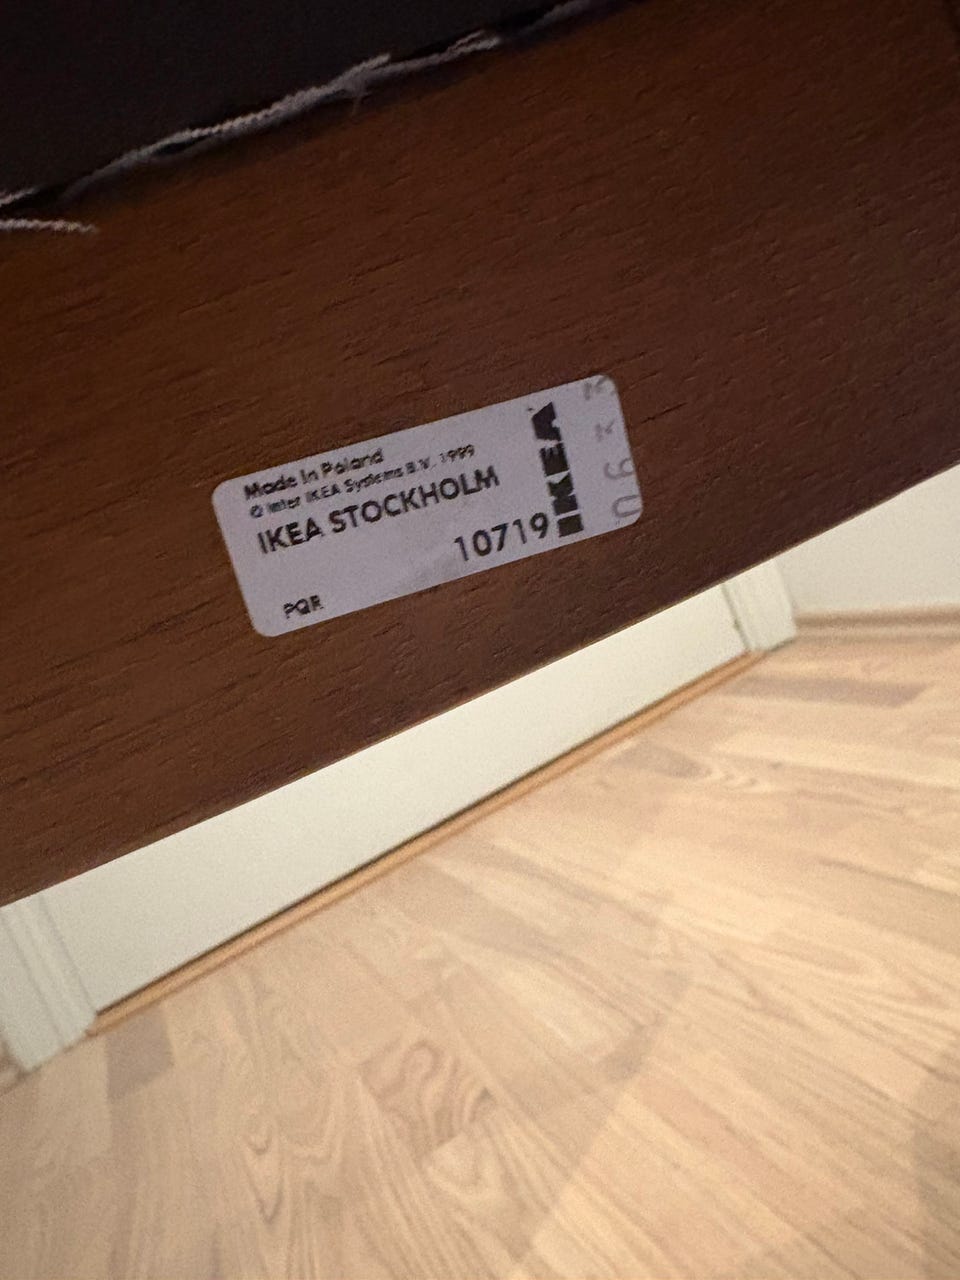 Made in Poland
© Inter IKEA Systems B.V. 1999
IKEA STOCKHOLM
10719
PQR
IKEA